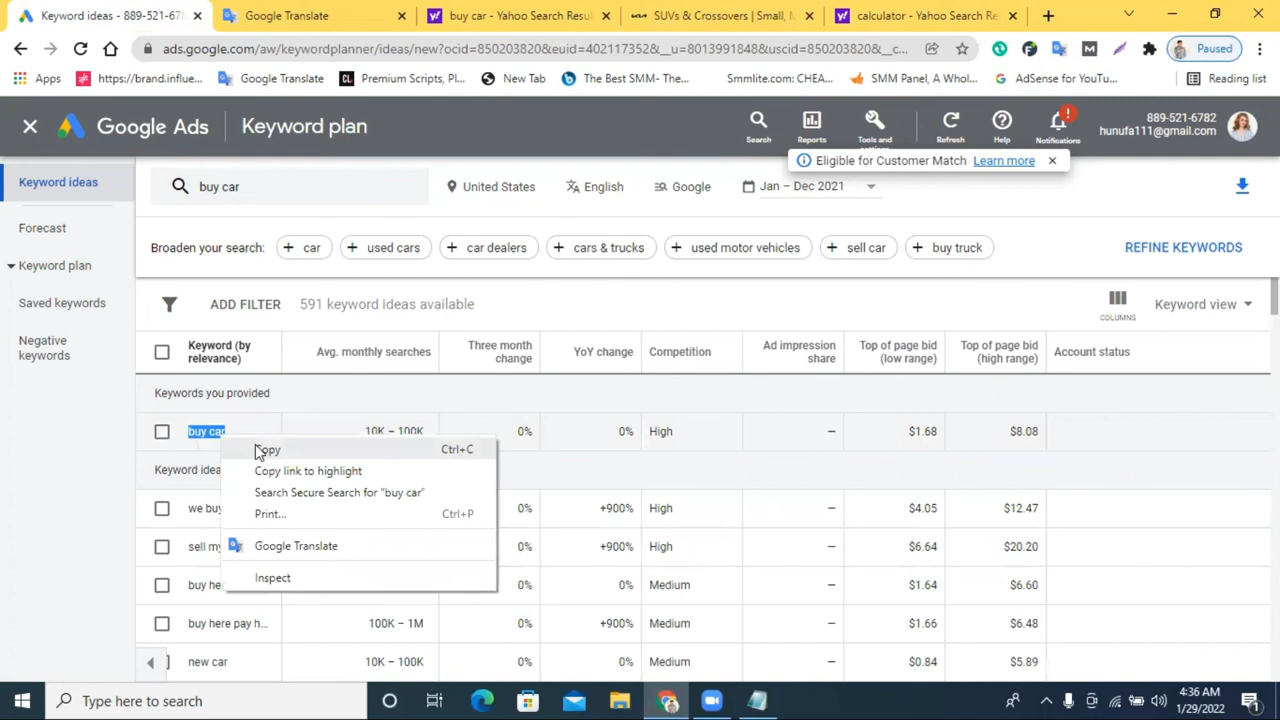 Keyword ideas - 889-521-67
Google Translate
buy car - Yahoo Search Resu
SUVs & Crossovers | Small, M
calculator - Yahoo Search Re
ads.google.com/aw/keywordplanner/ideas/new?ocid=850203820&euid=402117352&__u=8013991848&uscid=850203820&__c...
Paused
Apps
https://brand.influe...
Google Translate
Premium Scripts, Pl...
New Tab
The Best SMM- The...
Smmlite.com: CHEA...
SMM Panel, A Whol...
AdSense for YouTu...
Reading list
Google Ads
Keyword plan
Search
Reports
Tools and
Refresh
Help
Notifications
889-521-6782
hunufa111@gmail.com
Eligible for Customer Match Learn more
Keyword ideas
Forecast
Keyword plan
Saved keywords
Negative
keywords
buy car
United States
English
Google
Jan – Dec 2021
Broaden your search:
car
used cars
car dealers
cars & trucks
used motor vehicles
sell car
buy truck
REFINE KEYWORDS
ADD FILTER
591 keyword ideas available
COLUMNS
Keyword view
Keyword (by
relevance)
Avg. monthly searches
Three month
change
YoY change
Competition
Ad impression
share
Top of page bid
(low range)
Top of page bid
(high range)
Account status
Keywords you provided
buy car 10K – 100K 0% 0% High – $1.68 $8.08
Keyword idea
we buy 0% +900% High – $4.05 $12.47
sell my 0% +900% High – $6.64 $20.20
buy he 0% 0% Medium – $1.64 $6.60
buy here pay h... 100K – 1M 0% +900% Medium – $1.66 $6.48
new car 10K – 100K 0% 0% Medium – $0.84 $5.89
Copy Ctrl+C
Copy link to highlight
Search Secure Search for "buy car"
Print... Ctrl+P
Google Translate
Inspect
Type here to search
4:36 AM
1/29/2022